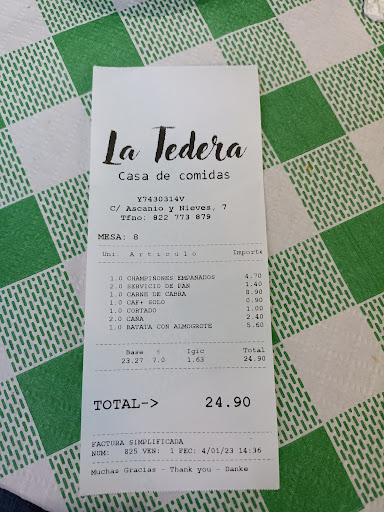 La Tedera
Casa de comidas
Y7430314V
C/ Ascanio y Nieves, 7
Tfno: 822 773 879
MESA: 8
Uni. Artículo Importe
1.0 CHAMPIÑONES EMPANADOS 4.70
2.0 SERVICIO DE PAN 1.40
1.0 CARNE DE CABRA 8.90
1.0 CAF+ SOLO 0.90
1.0 CORTADO 1.00
2.0 CAÑA 2.40
1.0 BATATA CON ALMOGROTE 5.60
Base % Igic Total
23.27 7.0 1.63 24.90
TOTAL-> 24.90
FACTURA SIMPLIFICADA
NUM: 825 VEN: 1 FEC: 4/01/23 14:36
Muchas Gracias - Thank you - Danke